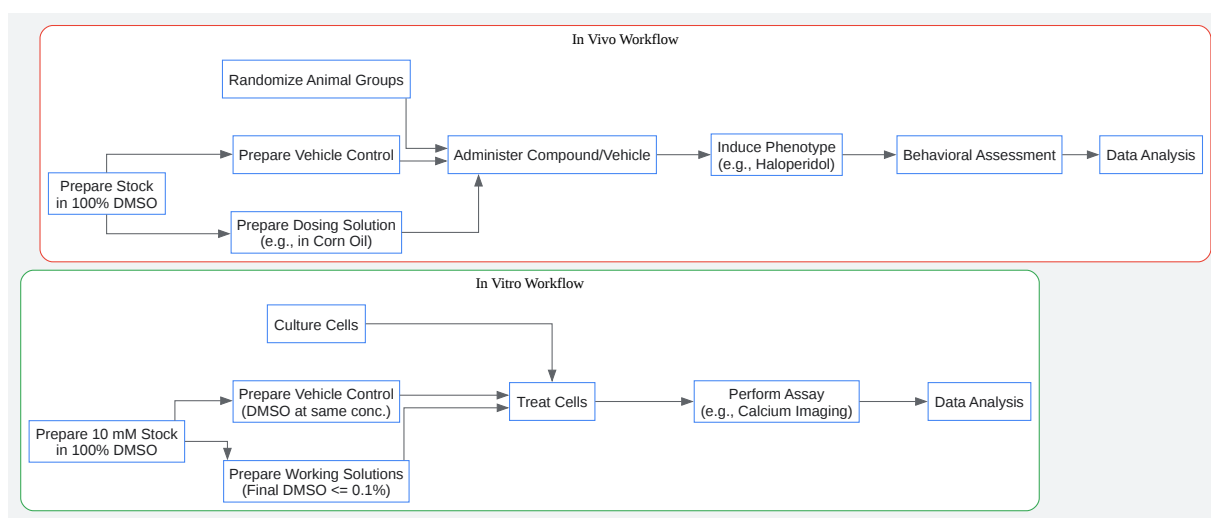 In Vivo Workflow
Randomize Animal Groups
Prepare Vehicle Control
Administer Compound/Vehicle
Induce Phenotype
(e.g., Haloperidol)
Behavioral Assessment
Data Analysis
Prepare Stock
in 100% DMSO
Prepare Dosing Solution
(e.g., in Corn Oil)
In Vitro Workflow
Culture Cells
Prepare Vehicle Control
(DMSO at same conc.)
Treat Cells
Perform Assay
(e.g., Calcium Imaging)
Data Analysis
Prepare 10 mM Stock
in 100% DMSO
Prepare Working Solutions
(Final DMSO <= 0.1%)